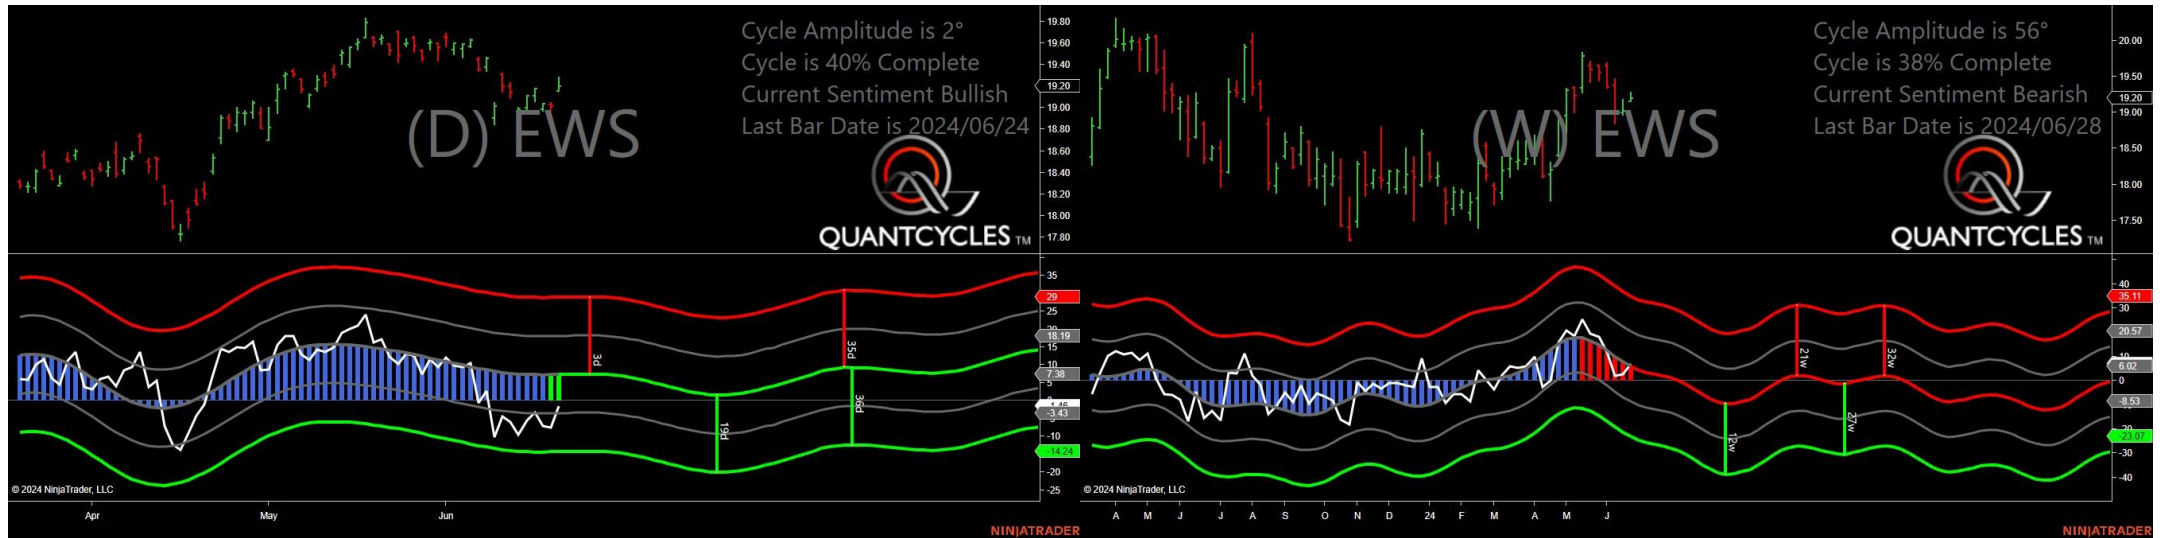 Cycle Amplitude is 2°
Cycle is 40% Complete
Current Sentiment Bullish
Last Bar Date is 2024/06/24
(D) EWS
QUANTCYCLES TM
19.80
19.60
19.40
19.20
19.00
18.80
18.60
18.40
18.20
18.00
17.80
35
29
25
18.19
15
10
7.38
5
-3.43
-10
-14.24
-20
-25
3d
19d
35d
36d
© 2024 NinjaTrader, LLC
Apr
May
Jun
NINJATRADER
Cycle Amplitude is 56°
Cycle is 38% Complete
Current Sentiment Bearish
Last Bar Date is 2024/06/28
(W) EWS
QUANTCYCLES TM
20.00
19.50
19.20
19.00
18.50
18.00
17.50
40
35.11
30
20.57
6.02
0
-8.53
-23.07
-30
-40
12w
21w
27w
32w
© 2024 NinjaTrader, LLC
A M J J A S O N D 24 F M A M J
NINJATRADER